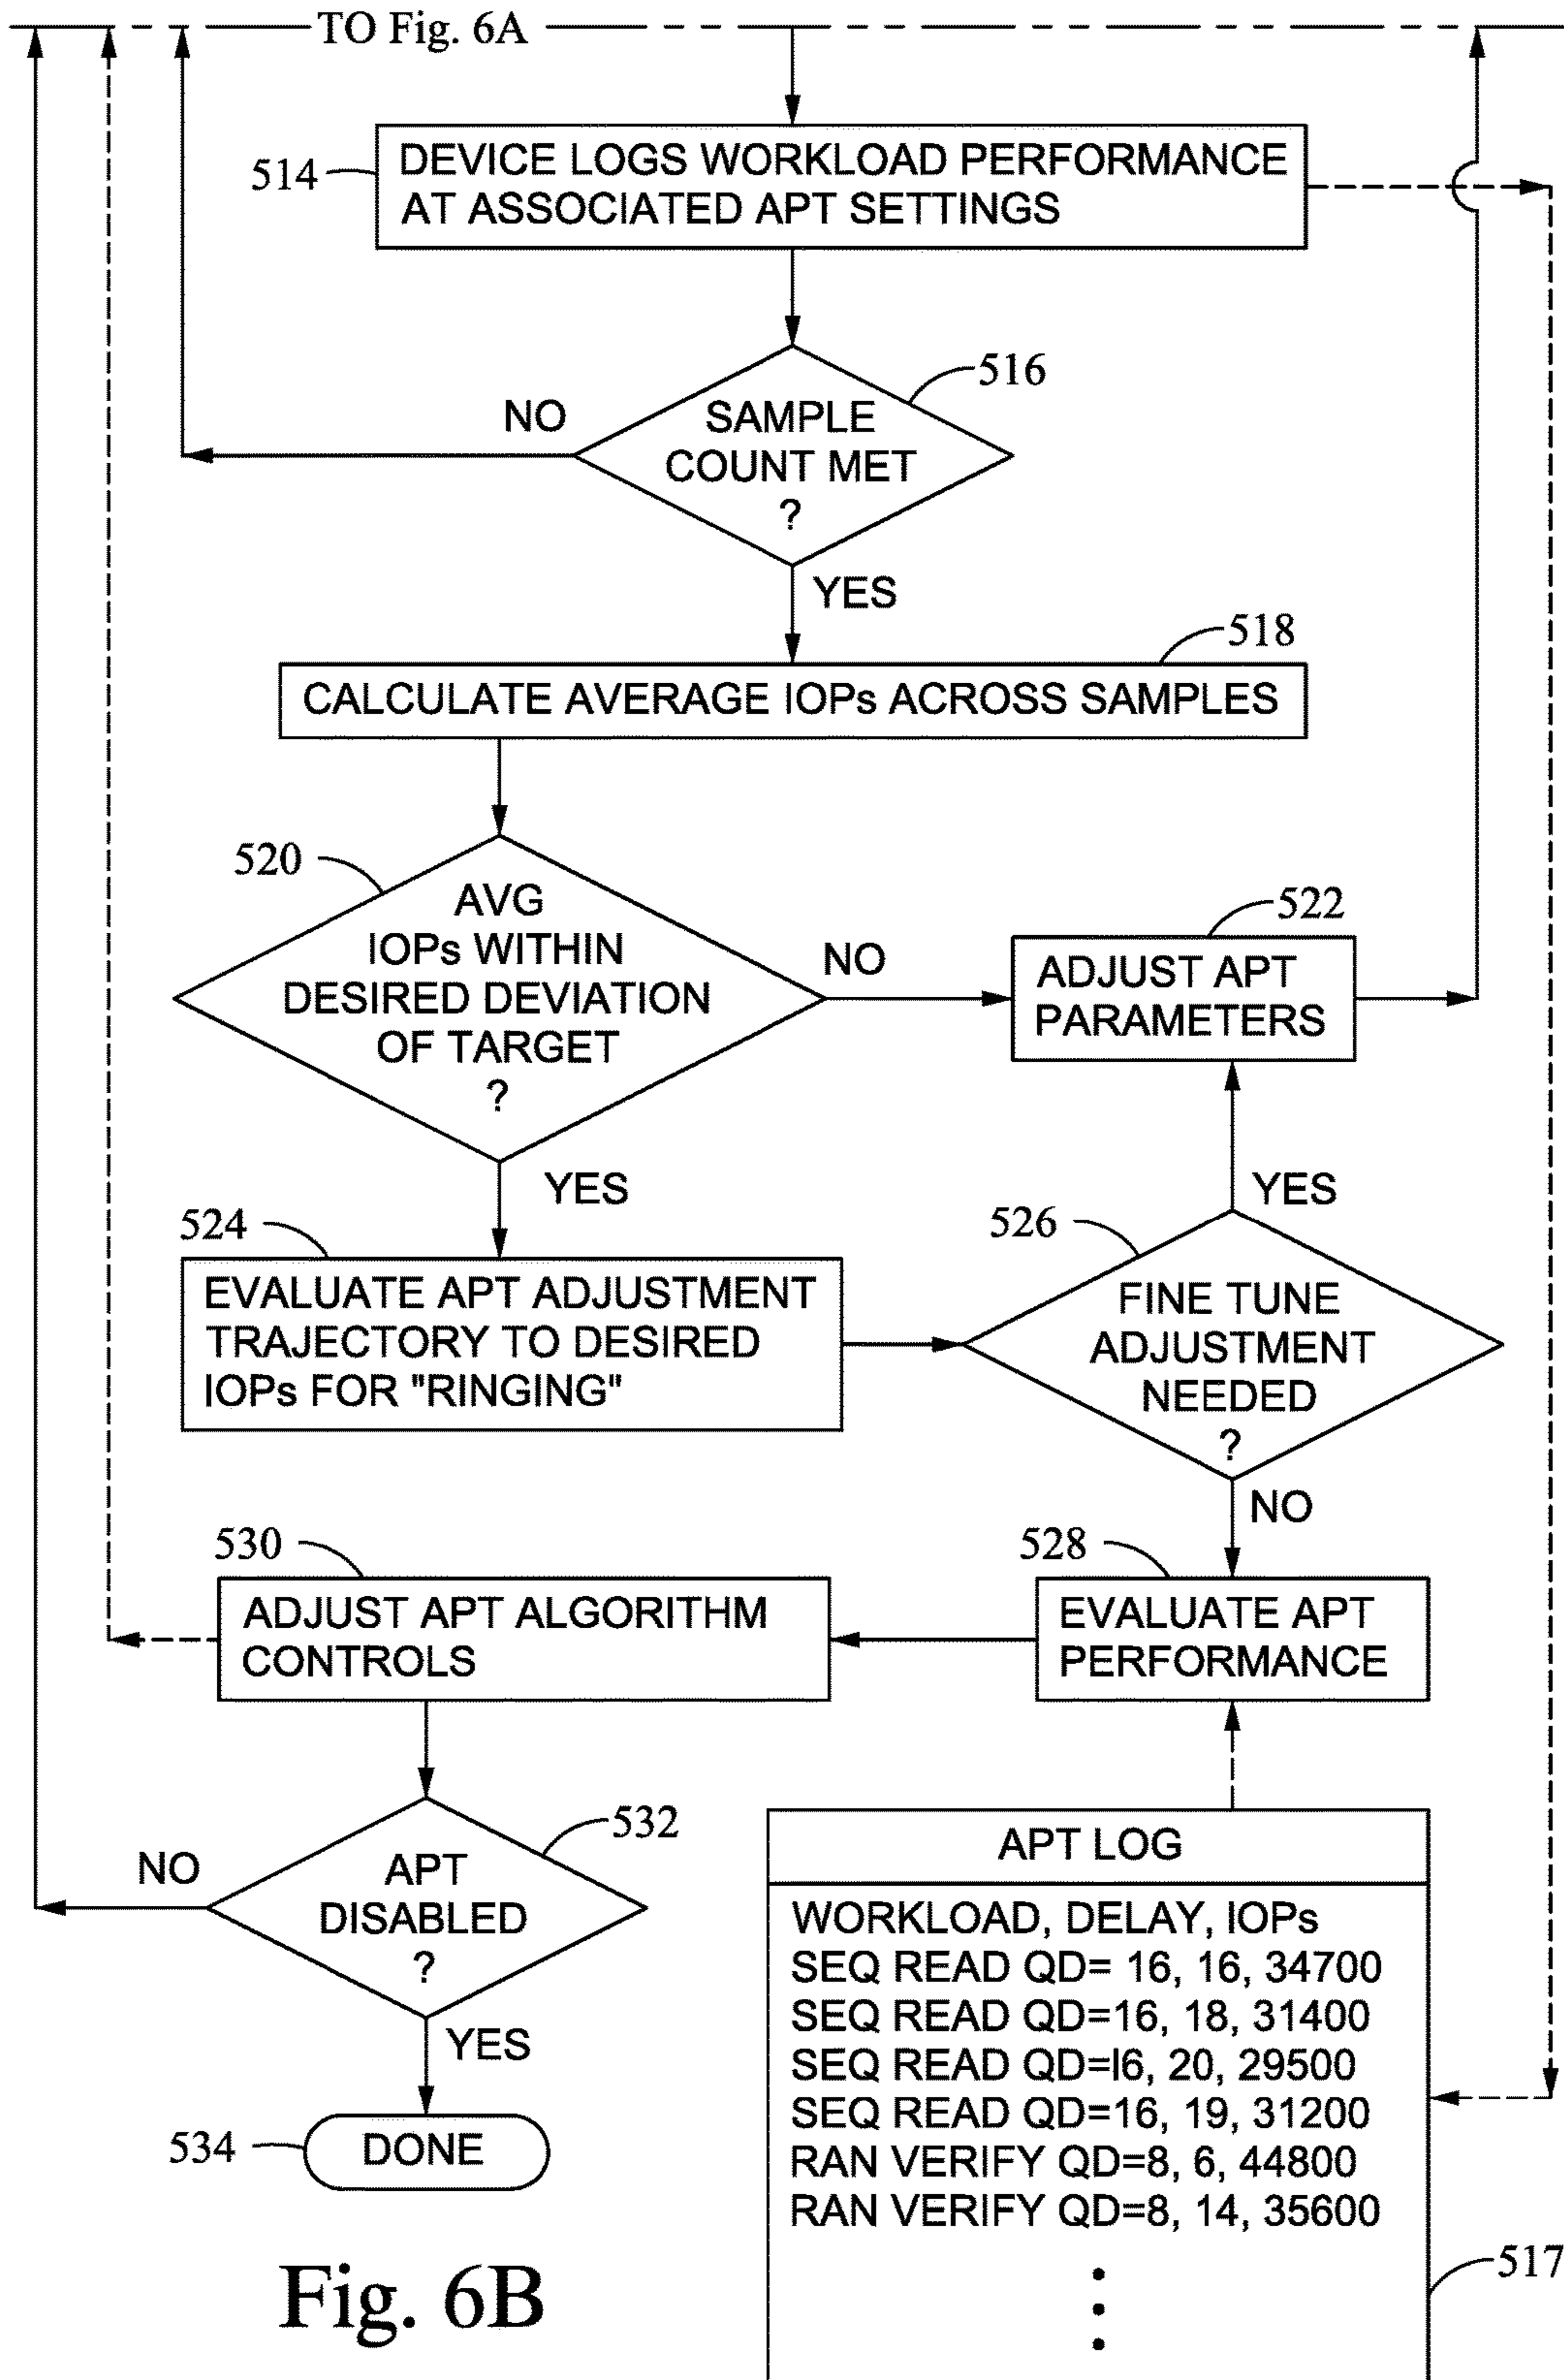 TO Fig. 6A
514
DEVICE LOGS WORKLOAD PERFORMANCE
AT ASSOCIATED APT SETTINGS
516
NO
SAMPLE
COUNT MET
?
YES
518
CALCULATE AVERAGE IOPs ACROSS SAMPLES
520
AVG
IOPs WITHIN
DESIRED DEVIATION
OF TARGET
?
NO
522
ADJUST APT
PARAMETERS
YES
524
EVALUATE APT ADJUSTMENT
TRAJECTORY TO DESIRED
IOPs FOR "RINGING"
526
YES
FINE TUNE
ADJUSTMENT
NEEDED
?
NO
528
EVALUATE APT
PERFORMANCE
530
ADJUST APT ALGORITHM
CONTROLS
532
NO
APT
DISABLED
?
YES
534
DONE
APT LOG
WORKLOAD, DELAY, IOPs
SEQ READ QD= 16, 16, 34700
SEQ READ QD=16, 18, 31400
SEQ READ QD=I6, 20, 29500
SEQ READ QD=16, 19, 31200
RAN VERIFY QD=8, 6, 44800
RAN VERIFY QD=8, 14, 35600
517
Fig. 6B